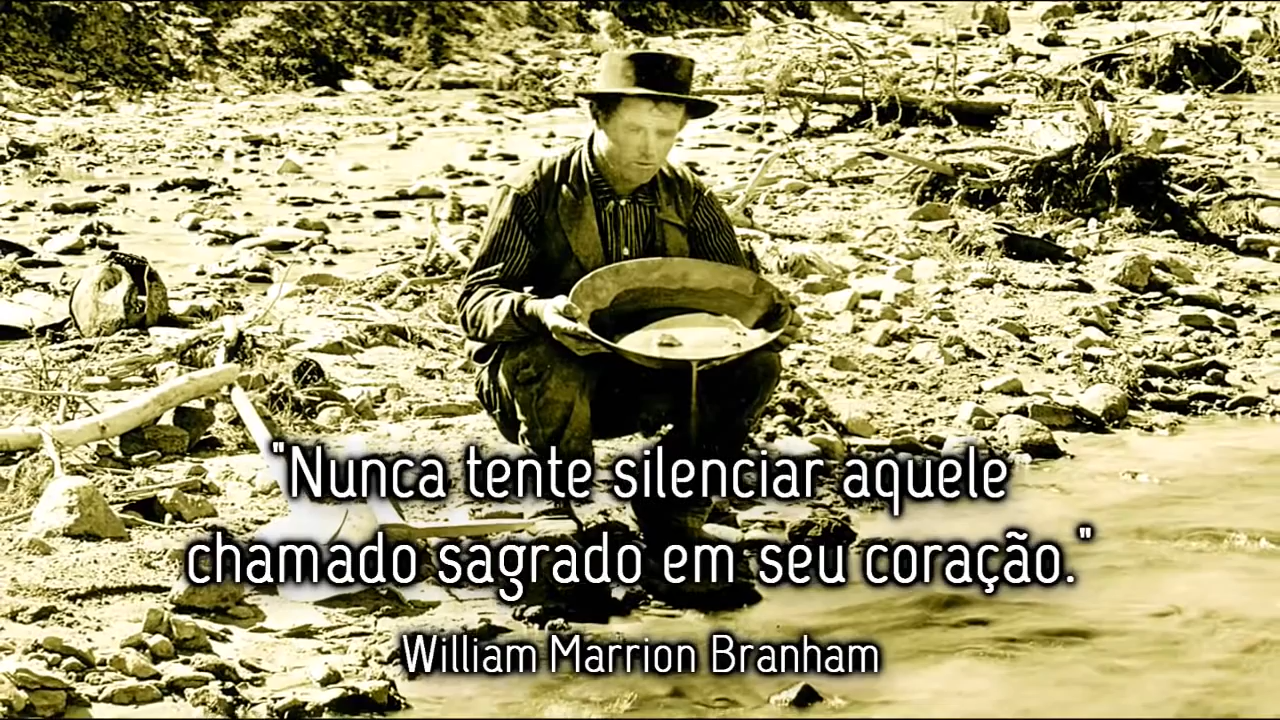 "Nunca tente silenciar aquele
chamado sagrado em seu coração."
William Marrion Branham